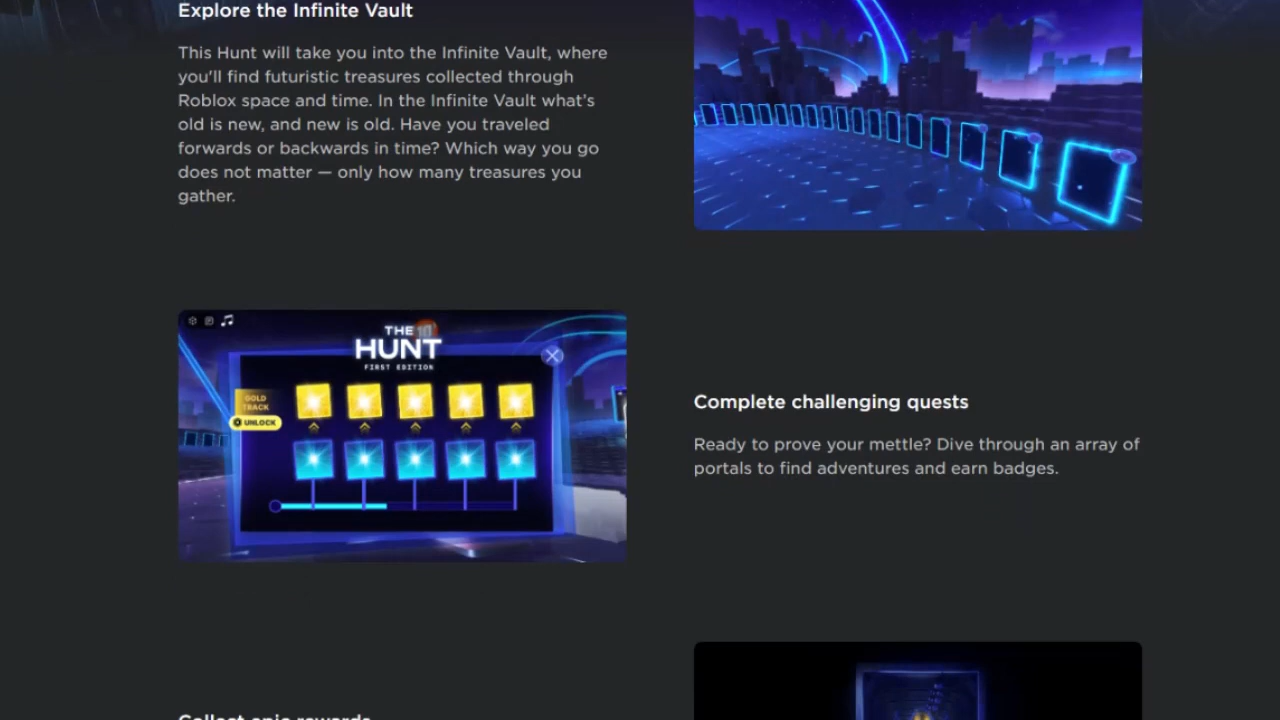 Explore the Infinite Vault
This Hunt will take you into the Infinite Vault, where
you'll find futuristic treasures collected through
Roblox space and time. In the Infinite Vault what’s
old is new, and new is old. Have you traveled
forwards or backwards in time? Which way you go
does not matter — only how many treasures you
gather.
THE
HUNT
FIRST EDITION
GOLD
TRACK
UNLOCK
Complete challenging quests
Ready to prove your mettle? Dive through an array of
portals to find adventures and earn badges.
Collect epic rewards